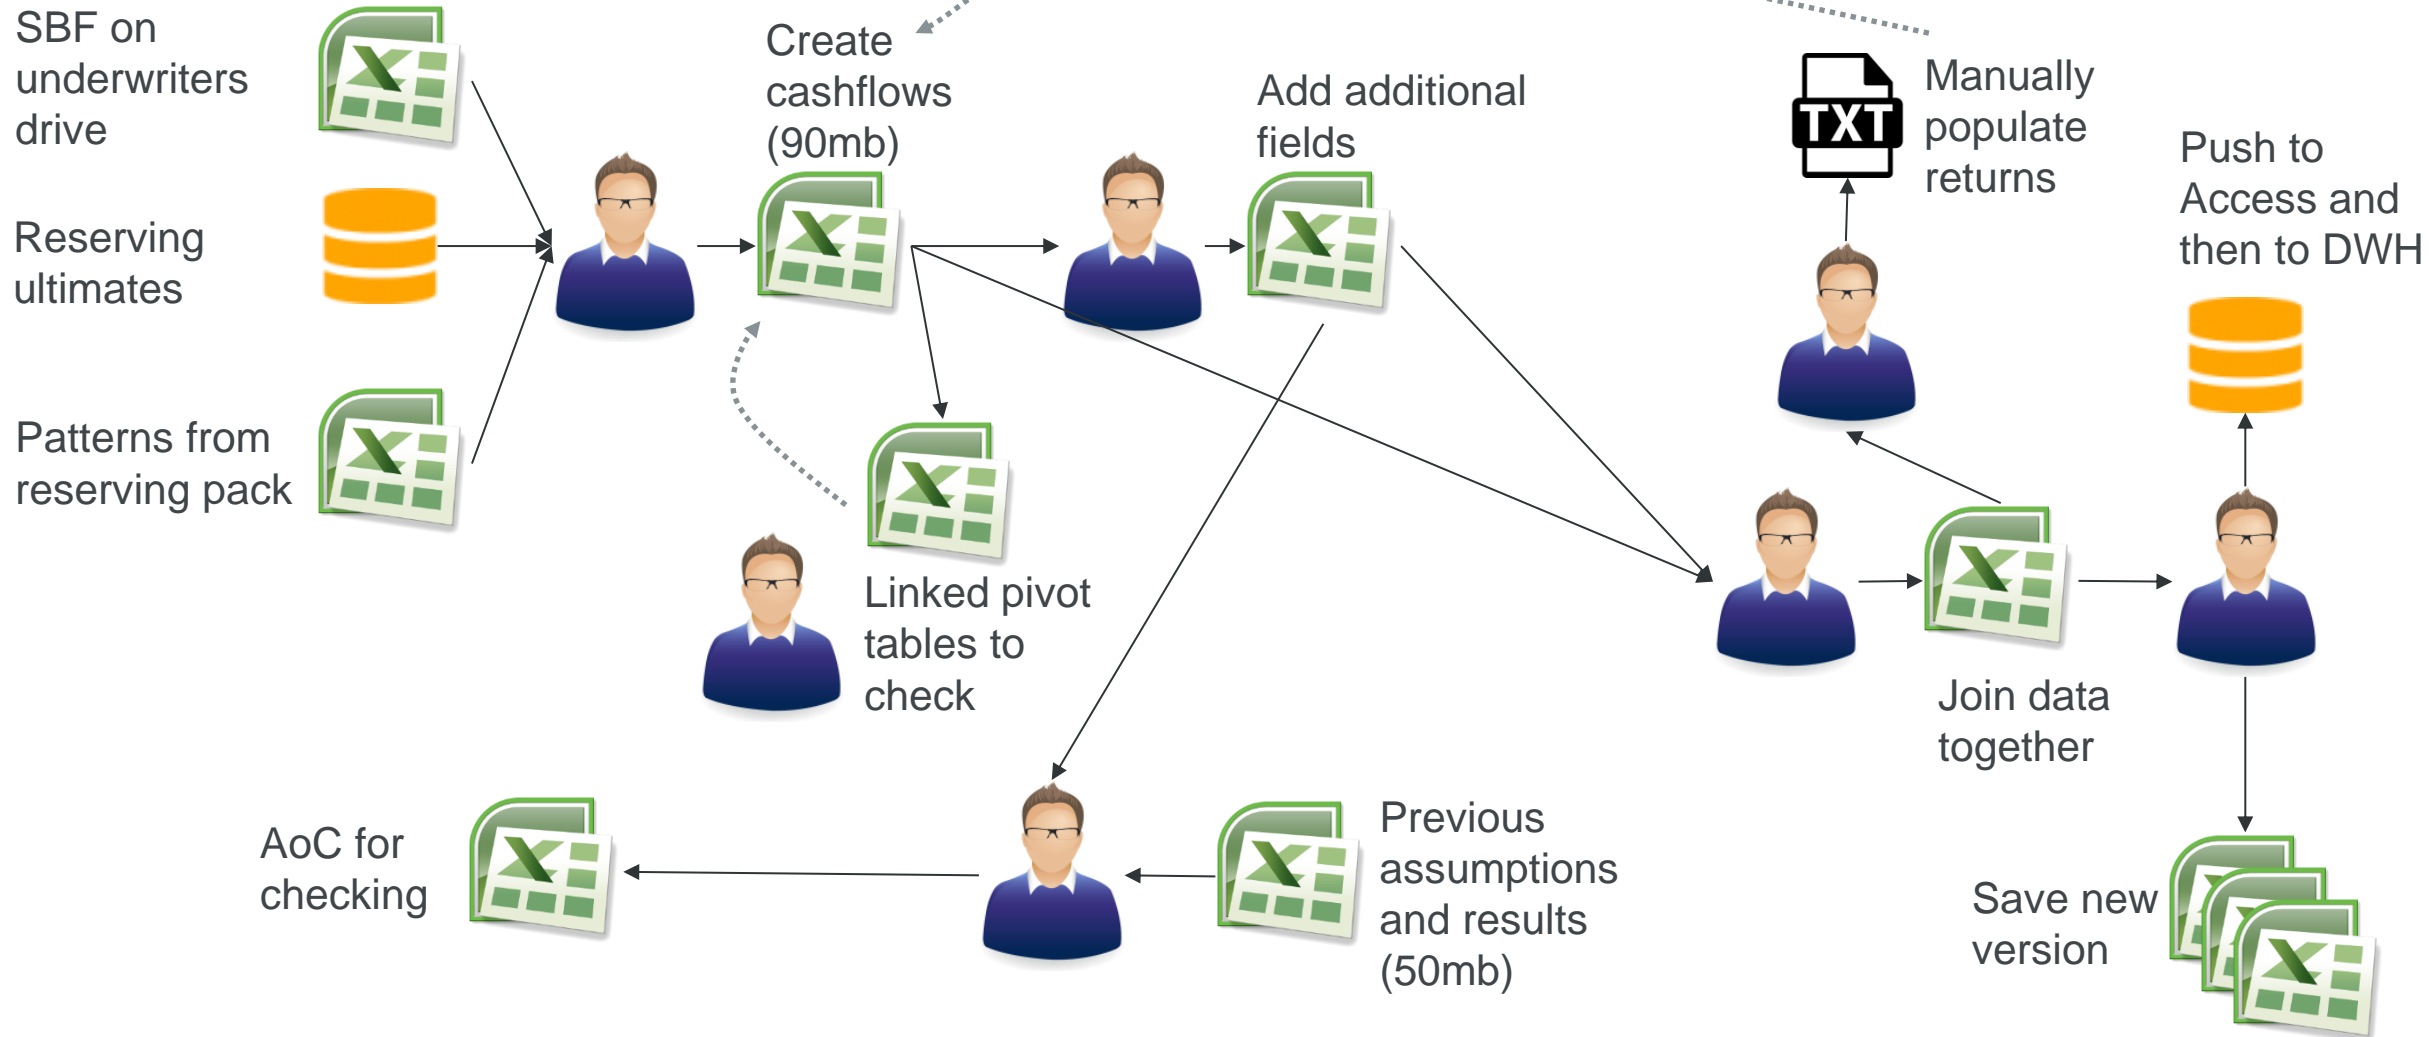 SBF on
underwriters
drive
Create
cashflows
(90mb)
Add additional
fields
TXT
Manually
populate
returns
Push to
Access and
then to DWH
Reserving
ultimates
Patterns from
reserving pack
Linked pivot
tables to
check
Join data
together
AoC for
checking
Previous
assumptions
and results
(50mb)
Save new
version